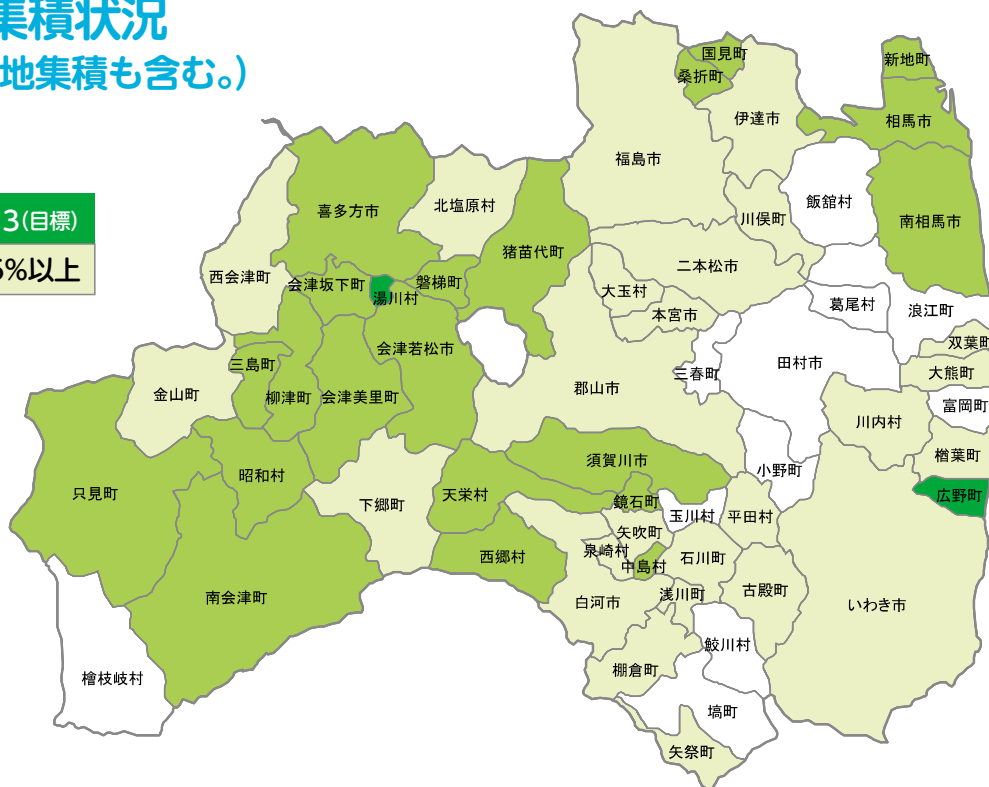 集積状況
地集積も含む。)
3(目標)
5%以上
国見町
桑折町
新地町
伊達市
相馬市
福島市
飯舘村
北塩原村
喜多方市
川俣町
南相馬市
猪苗代町
二本松市
西会津町
会津坂下町
磐梯町
湯川村
大玉村
葛尾村
浪江町
本宮市
会津若松市
双葉町
三島町
田村市
大熊町
三春町
金山町
柳津町
会津美里町
郡山市
富岡町
川内村
楢葉町
須賀川市
小野町
昭和村
只見町
天栄村
広野町
下郷町
鏡石町
玉川村
平田村
矢吹町
泉崎村
西郷村
石川町
中島村
古殿町
浅川町
南会津町
白河市
いわき市
鮫川村
棚倉町
檜枝岐村
塙町
矢祭町